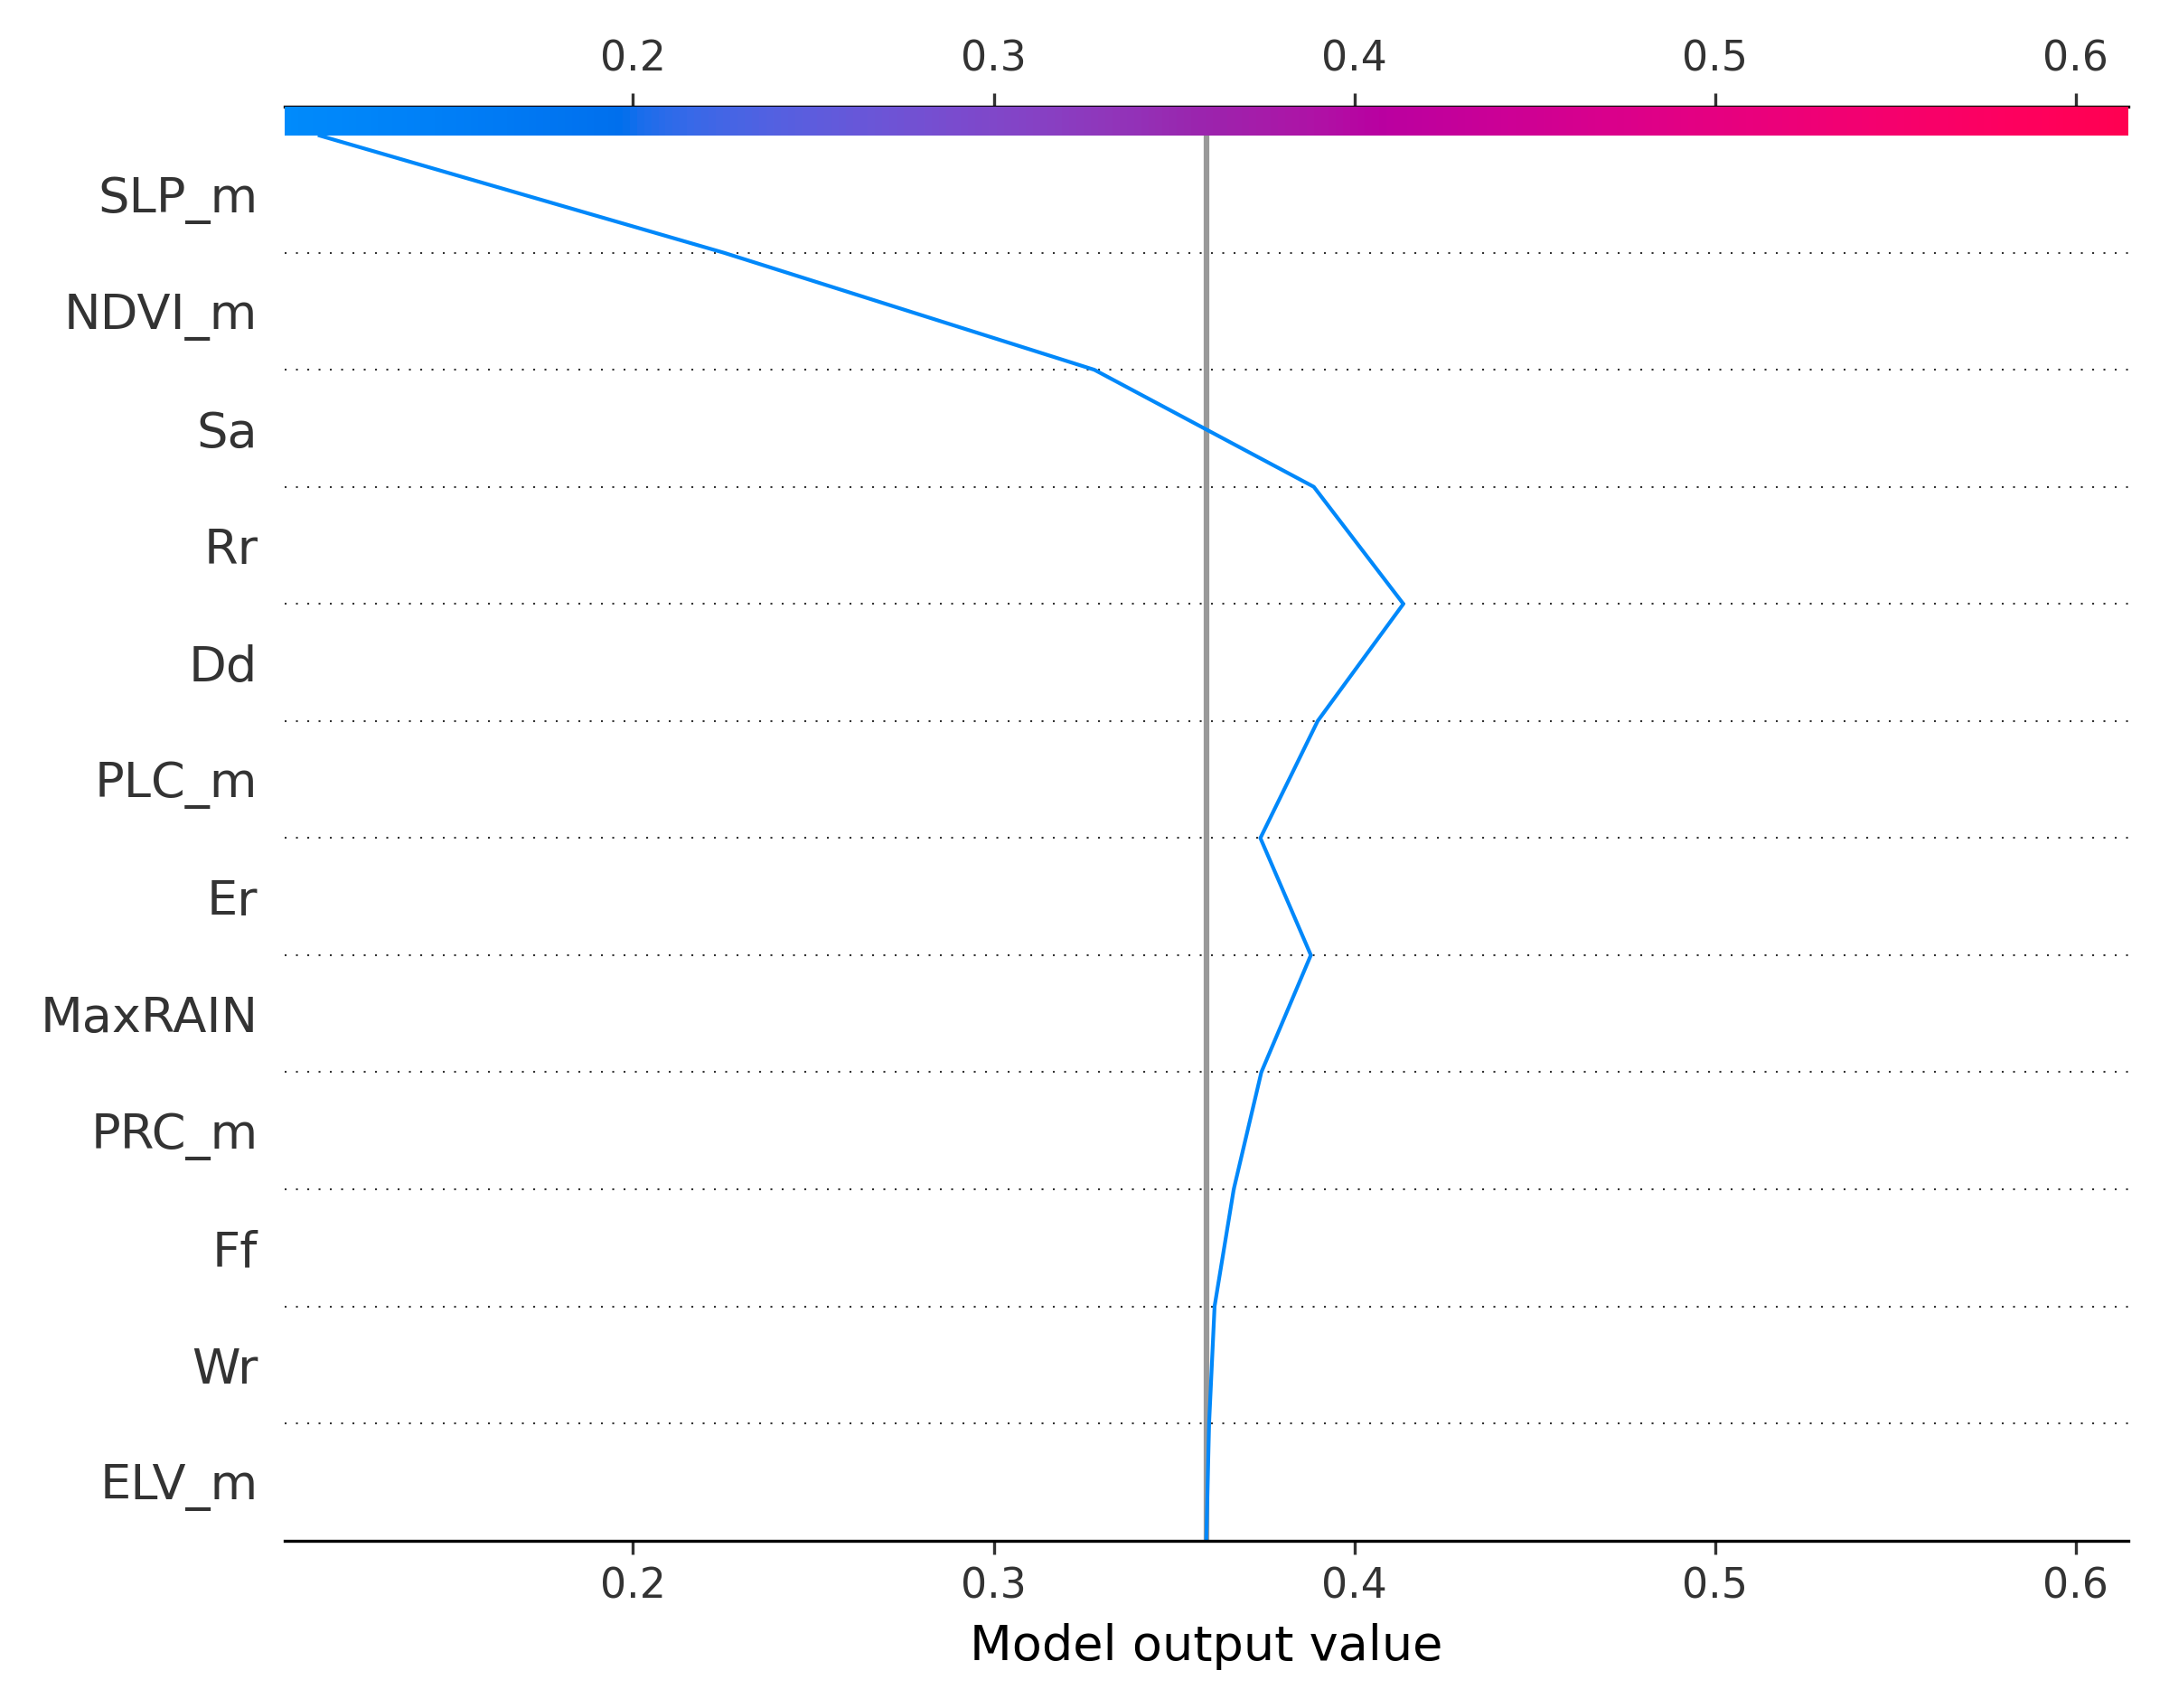 0.2 0.3 0.4 0.5 0.6
SLP_m
NDVI_m
Sa
Rr
Dd
PLC_m
Er
MaxRAIN
PRC_m
Ff
Wr
ELV_m
0.2 0.3 0.4 0.5 0.6
Model output value